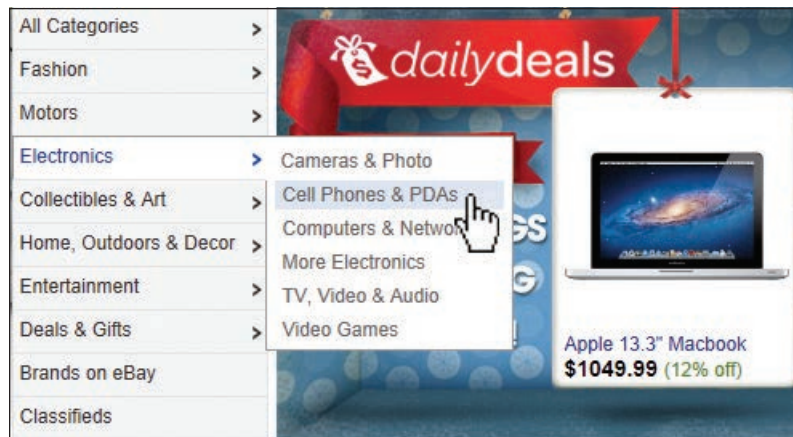 All Categories >
Fashion >
Motors >
Electronics >
Collectibles & Art >
Home, Outdoors & Decor >
Entertainment >
Deals & Gifts >
Brands on eBay
Classifieds
Cameras & Photo
Cell Phones & PDAs
Computers &
More Electronics
TV, Video & Audio
Video Games
$ dailydeals
Apple 13.3" Macbook
$1049.99 (12% off)